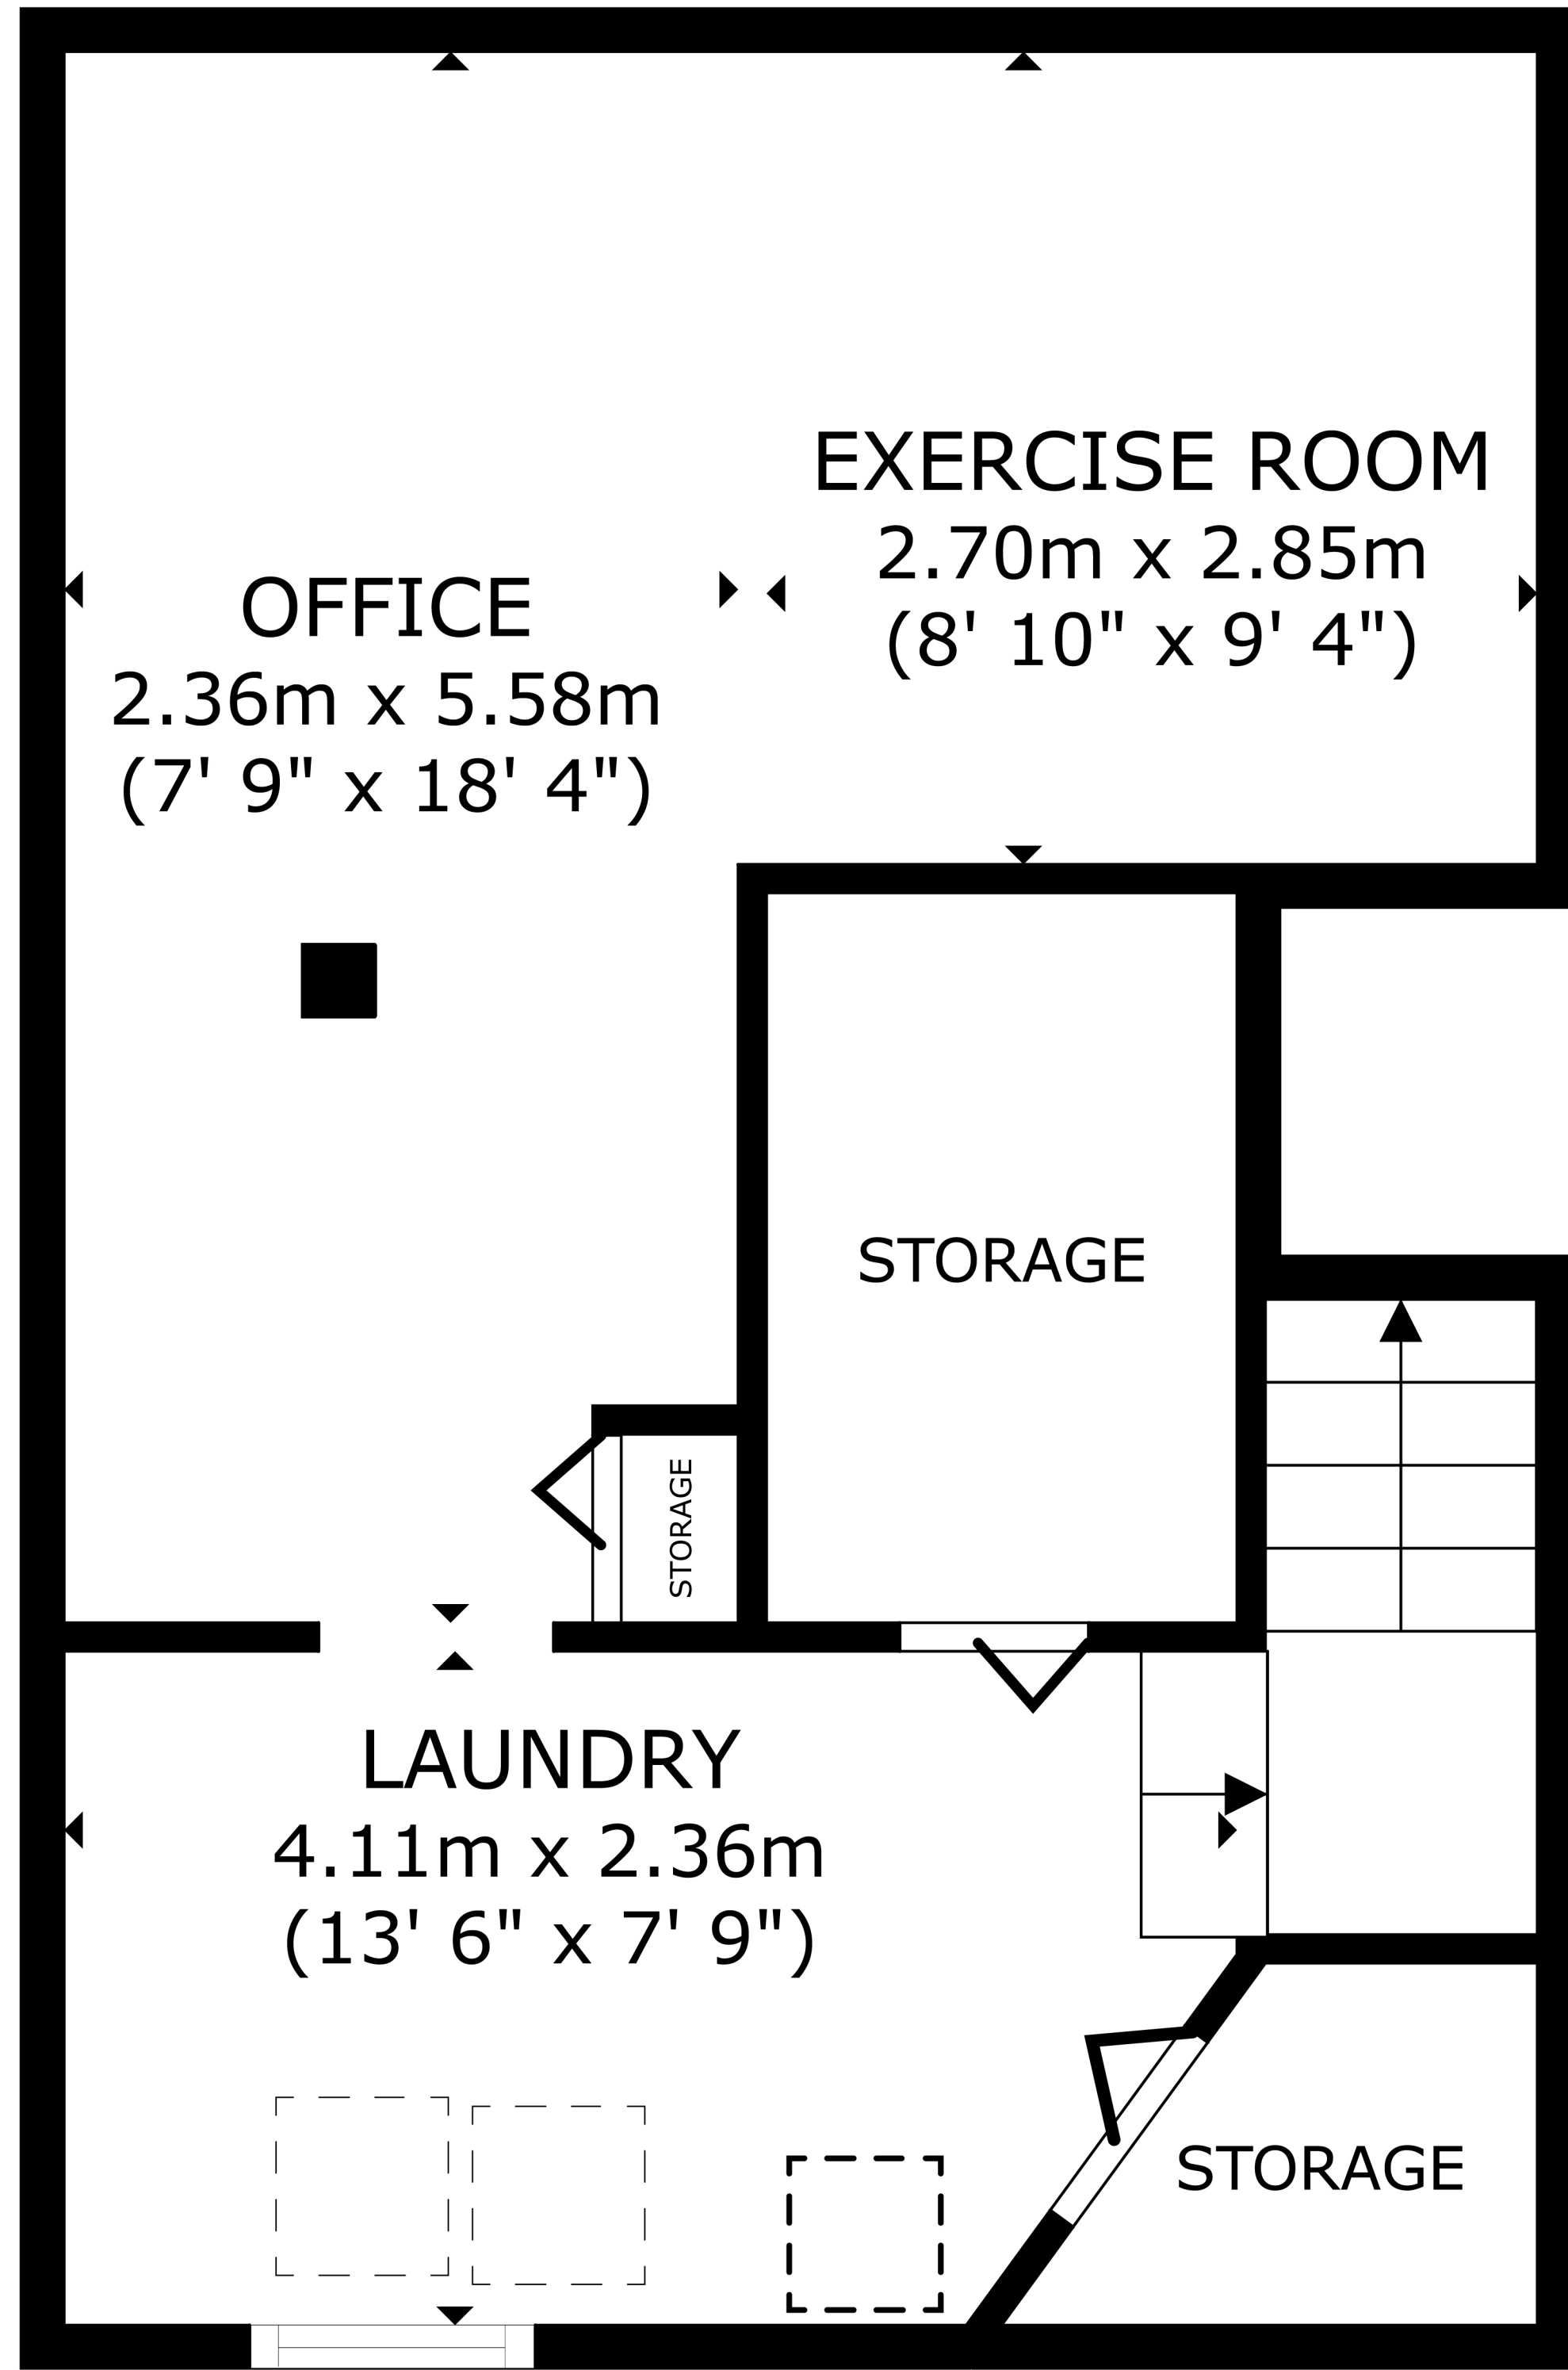 EXERCISE ROOM
2.70m x 2.85m
(8' 10" x 9' 4")
OFFICE
2.36m x 5.58m
(7' 9" x 18' 4")
STORAGE
STORAGE
LAUNDRY
4.11m x 2.36m
(13' 6" x 7' 9")
STORAGE